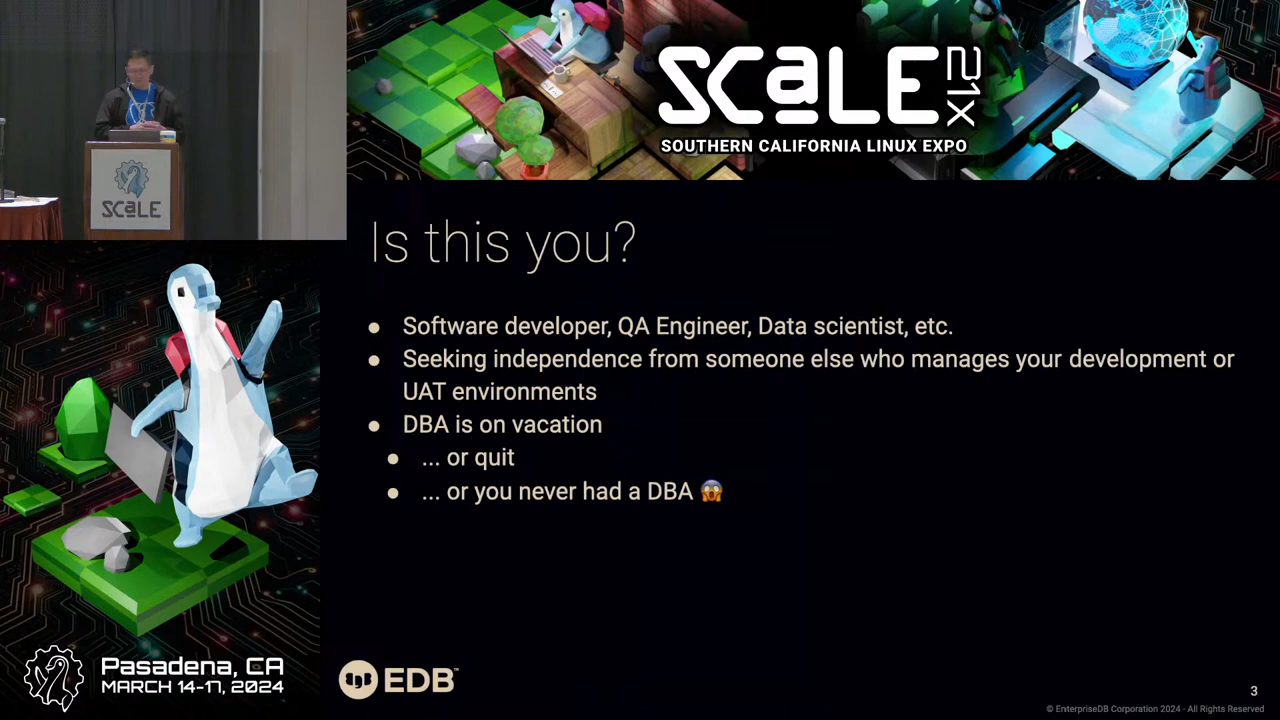 SCaLE 21X
SOUTHERN CALIFORNIA LINUX EXPO
SCaLE
Is this you?
● Software developer, QA Engineer, Data scientist, etc.
● Seeking independence from someone else who manages your development or
UAT environments
● DBA is on vacation
● ... or quit
● ... or you never had a DBA 😱
Pasadena, CA
MARCH 14-17, 2024
EDB™
3
© EnterpriseDB Corporation 2024 - All Rights Reserved